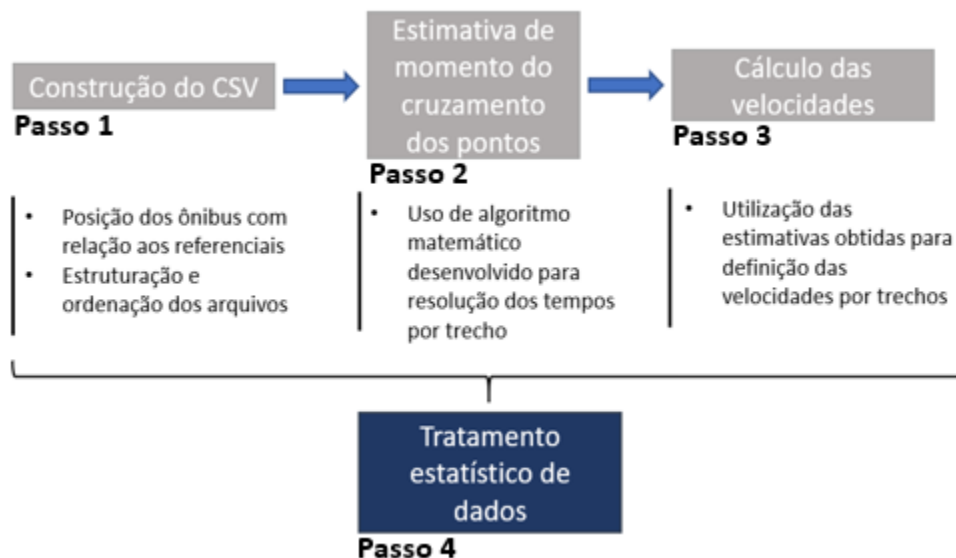 Construção do CSV
Passo 1
Estimativa de
momento do
cruzamento
dos pontos
Passo 2
Cálculo das
velocidades
Passo 3
• Posição dos ônibus com
relação aos referenciais
• Estruturação e
ordenação dos arquivos
• Uso de algoritmo
matemático
desenvolvido para
resolução dos tempos
por trecho
• Utilização das
estimativas obtidas para
definição das
velocidades por trechos
Tratamento
estatístico de
dados
Passo 4